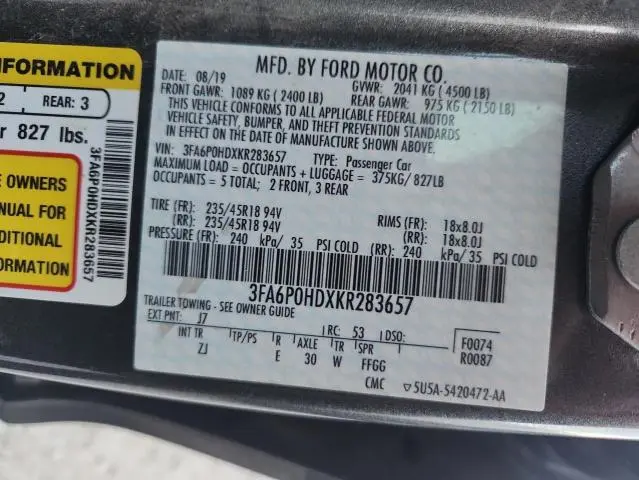 INFORMATION
2 REAR: 3
827 lbs.
OWNERS
MANUAL FOR
ADDITIONAL
INFORMATION
3FA6P0HDXKR283657
MFD. BY FORD MOTOR CO.
DATE: 08/19 GVWR: 2041 KG (4500 LB)
FRONT GAWR: 1089 KG (2400 LB) REAR GAWR: 975 KG (2150 LB)
THIS VEHICLE CONFORMS TO ALL APPLICABLE FEDERAL MOTOR
VEHICLE SAFETY, BUMPER, AND THEFT PREVENTION STANDARDS
IN EFFECT ON THE DATE OF MANUFACTURE SHOWN ABOVE.
VIN: 3FA6P0HDXKR283657 TYPE: Passenger Car
MAXIMUM LOAD = OCCUPANTS + LUGGAGE = 375KG/ 827LB
OCCUPANTS = 5 TOTAL; 2 FRONT, 3 REAR
TIRE (FR): 235/45R18 94V RIMS (FR): 18x8.0J
(RR): 235/45R18 94V (RR): 18x8.0J
PRESSURE (FR): 240 kPa/ 35 PSI COLD (RR): 240 kPa/ 35 PSI COLD
3FA6P0HDXKR283657
TRAILER TOWING - SEE OWNER GUIDE
EXT PNT: J7 RC: 53 DSO: F0074
INT TR TP/PS R AXLE TR SPR R0087
ZJ E 30 W FFGG
CMC 5U5A-5420472-AA